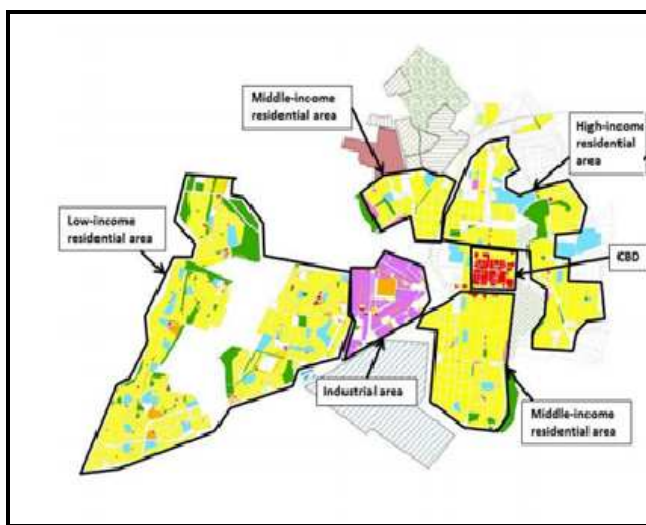 Middle-income
residential area
High-income
residential
area
Low-income
residential area
CBD
Industrial area
Middle-income
residential area